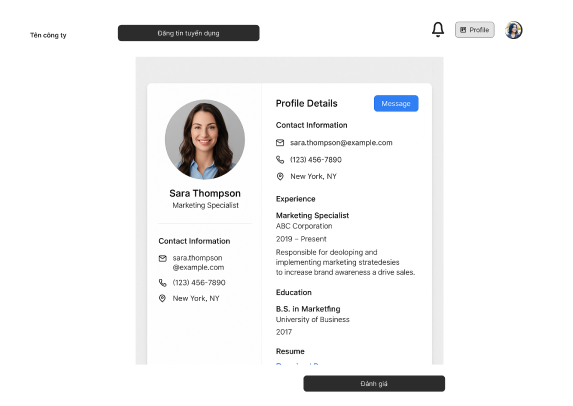 Tên công ty
Đăng tin tuyển dụng
Profile
Sara Thompson
Marketing Specialist
Contact Information
sara.thompson
@example.com
(123) 456-7890
New York, NY
Profile Details
Message
Contact Information
sara.thompson@example.com
(123) 456-7890
New York, NY
Experience
Marketing Specialist
ABC Corporation
2019 – Present
Responsible for deoloping and
implementing marketing stratedesies
to increase brand awareness a drive sales.
Education
B.S. in Marketfing
University of Business
2017
Resume
Đánh giá